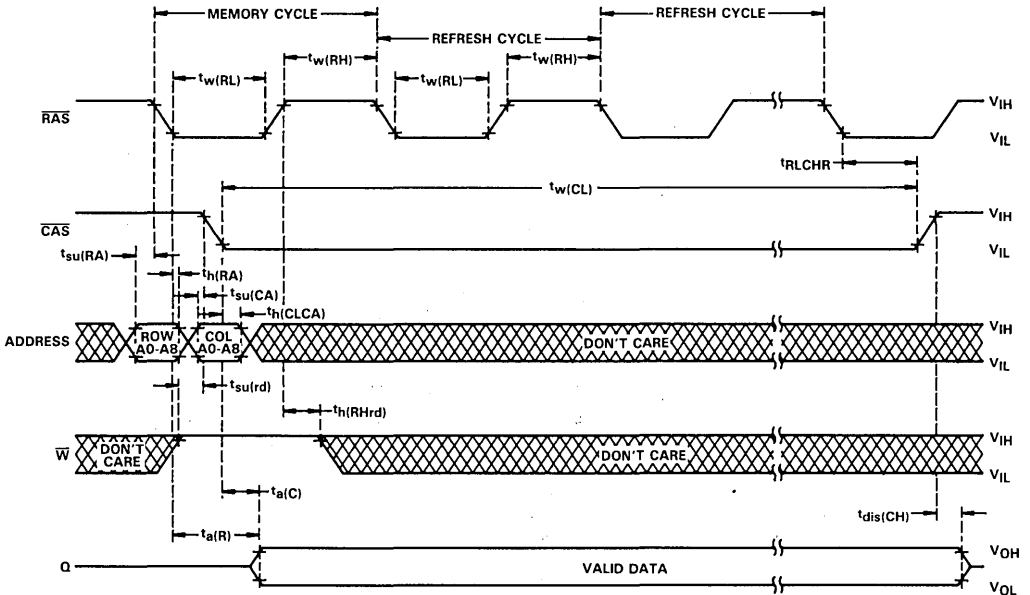 MEMORY CYCLE
REFRESH CYCLE
REFRESH CYCLE
tw(RH)
tw(RH)
tw(RL)
tw(RL)
RAS
VIH
VIL
tRLCHR
tw(CL)
CAS
VIH
VIL
tsu(RA)
th(RA)
tsu(CA)
th(CLCA)
ADDRESS
ROW
A0-A8
COL
A0-A8
DON'T CARE
VIH
VIL
tsu(rd)
th(RHrd)
W
DON'T
CARE
DON'T CARE
VIH
VIL
ta(C)
tdis(CH)
ta(R)
Q
VALID DATA
VOH
VOL